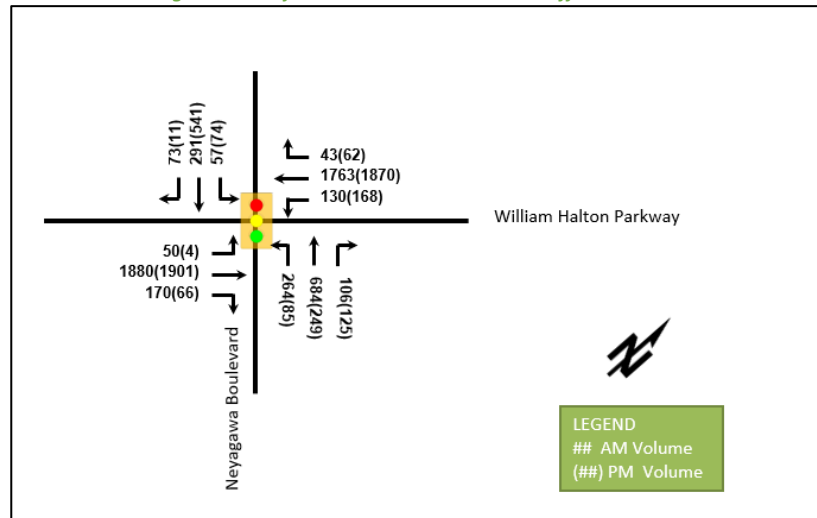 73(11)
291(541)
57(74)
43(62)
1763(1870)
130(168)
William Halton Parkway
50(4)
1880(1901)
170(66)
264(85)
684(249)
106(125)
Neyagawa Boulevard
N
LEGEND
## AM Volume
(##) PM Volume